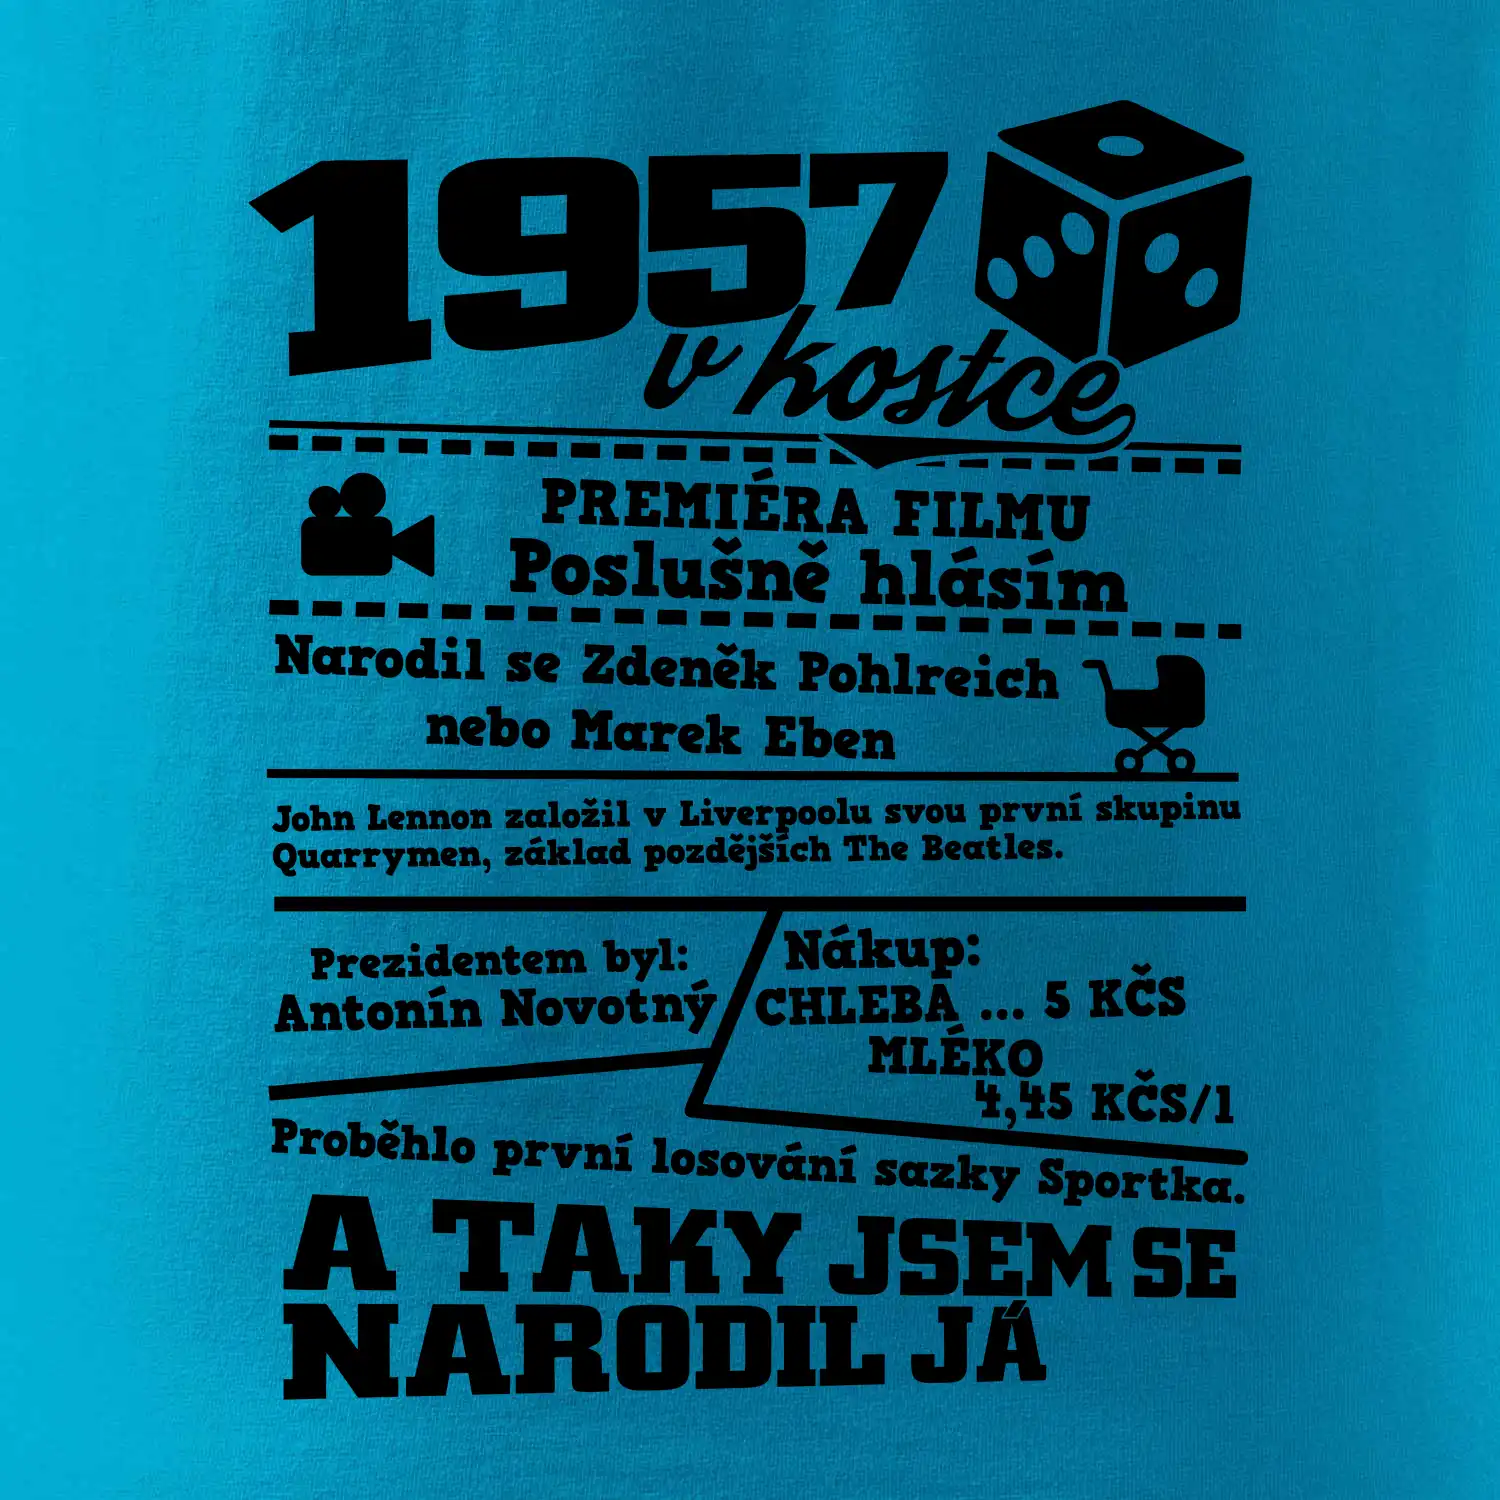 1957
v kostce
PREMIÉRA FILMU
Poslušně hlásím
Narodil se Zdeněk Pohlreich
nebo Marek Eben
John Lennon založil v Liverpoolu svou první skupinu
Quarrymen, základ pozdějších The Beatles.
Prezidentem byl:
Antonín Novotný
Nákup:
CHLEBA ... 5 KČS
MLÉKO
4,45 KČS/l
Proběhlo první losování sazky Sportka.
A TAKY JSEM SE
NARODIL JÁ